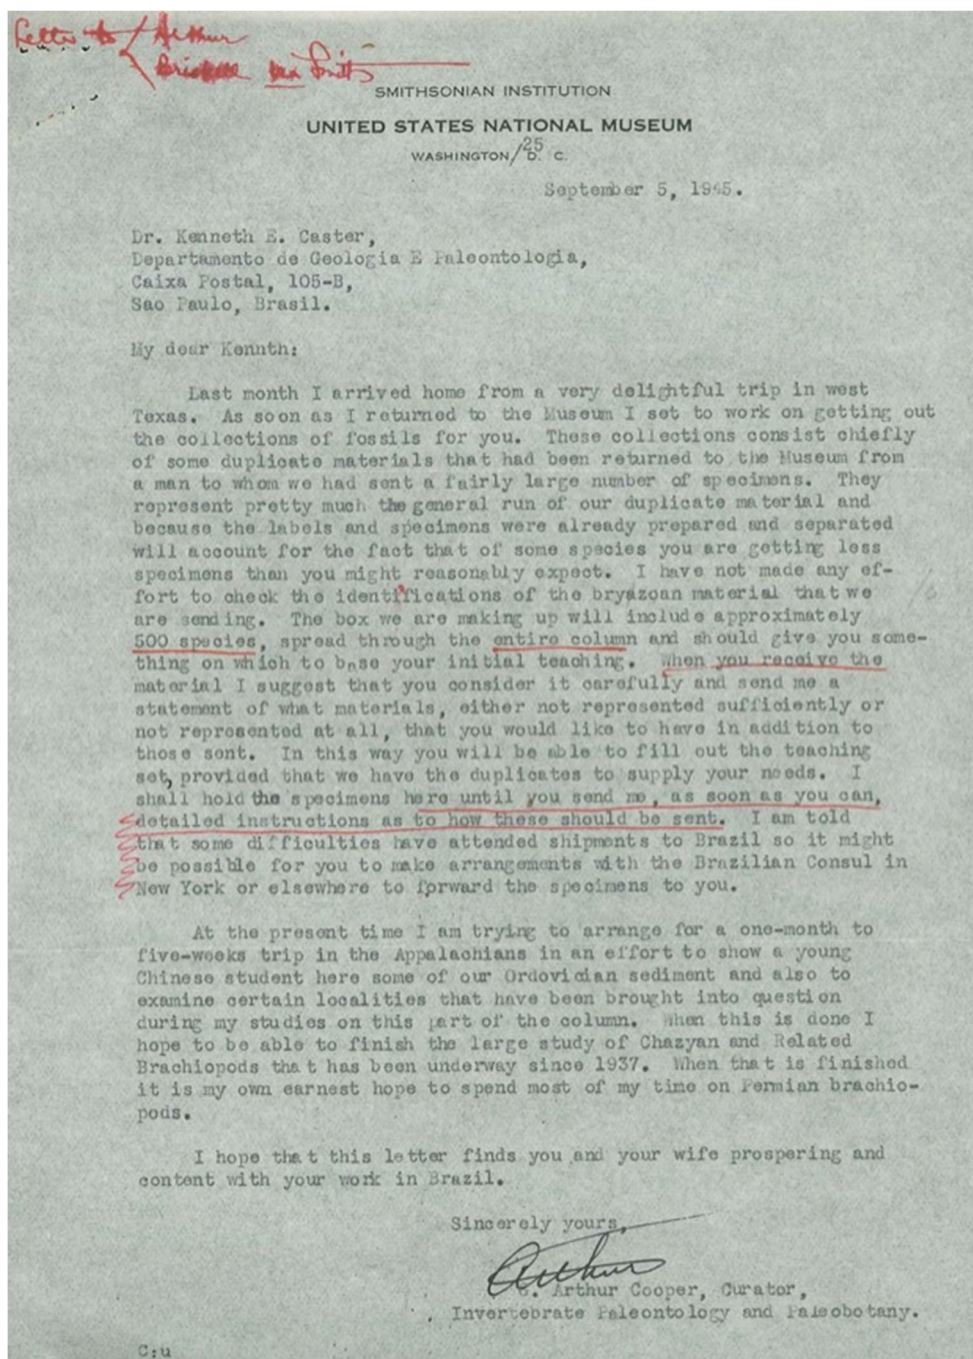 Letter to Arthur
SMITHSONIAN INSTITUTION
UNITED STATES NATIONAL MUSEUM
WASHINGTON/25 D. C.
September 5, 1945.
Dr. Kenneth E. Caster,
Departamento de Geologia E Paleontologia,
Caixa Postal, 105-B,
Sao Paulo, Brasil.
My dear Kennth:
Last month I arrived home from a very delightful trip in west
Texas. As soon as I returned to the Museum I set to work on getting out
the collections of fossils for you. These collections consist chiefly
of some duplicate materials that had been returned to the Museum from
a man to whom we had sent a fairly large number of specimens. They
represent pretty much the general run of our duplicate material and
because the labels and specimens were already prepared and separated
will account for the fact that of some species you are getting less
specimens than you might reasonably expect. I have not made any ef-
fort to check the identifications of the bryozoan material that we
are sending. The box we are making up will include approximately
500 species, spread through the entire column and should give you some-
thing on which to base your initial teaching. When you receive the
material I suggest that you consider it carefully and send me a
statement of what materials, either not represented sufficiently or
not represented at all, that you would like to have in addition to
those sent. In this way you will be able to fill out the teaching
set, provided that we have the duplicates to supply your needs. I
shall hold the specimens here until you send me, as soon as you can,
detailed instructions as to how these should be sent. I am told
that some difficulties have attended shipments to Brazil so it might
be possible for you to make arrangements with the Brazilian Consul in
New York or elsewhere to forward the specimens to you.
At the present time I am trying to arrange for a one-month to
five-weeks trip in the Appalachians in an effort to show a young
Chinese student here some of our Ordovician sediment and also to
examine certain localities that have been brought into question
during my studies on this part of the column. When this is done I
hope to be able to finish the large study of Chazyan and Related
Brachiopods that has been underway since 1937. When that is finished
it is my own earnest hope to spend most of my time on Permian brachio-
pods.
I hope that this letter finds you and your wife prospering and
content with your work in Brazil.
Sincerely yours,
Arthur
G. Arthur Cooper, Curator,
Invertebrate Paleontology and Paleobotany.
C:u